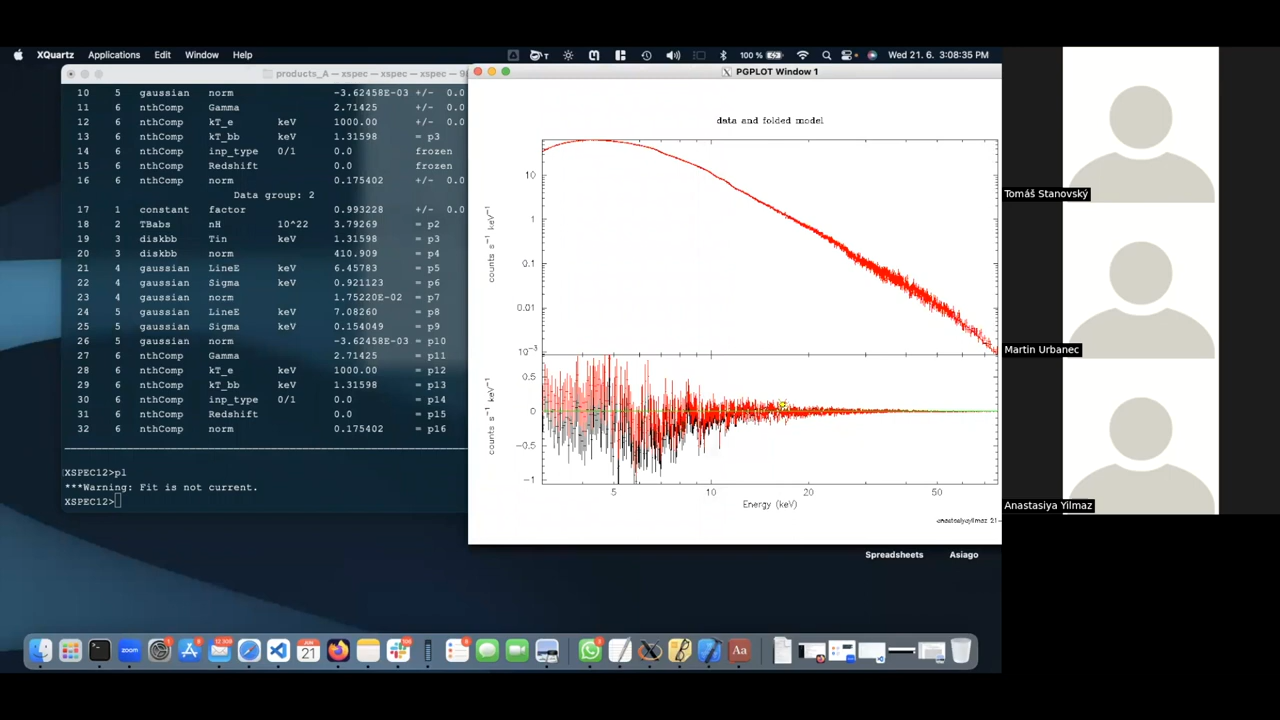 XQuartz Applications Edit Window Help
100 % Wed 21. 6. 3:08:35 PM
products_A — xspec — xspec — xspec — 9
10 5 gaussian norm -3.62458E-03 +/- 0.0
11 6 nthComp Gamma 2.71425 +/- 0.0
12 6 nthComp kT_e keV 1000.00 +/- 0.0
13 6 nthComp kT_bb keV 1.31598 = p3
14 6 nthComp inp_type 0/1 0.0 frozen
15 6 nthComp Redshift 0.0 frozen
16 6 nthComp norm 0.175402 +/- 0.0
Data group: 2
17 1 constant factor 0.993228 +/- 0.0
18 2 TBabs nH 10^22 3.79269 = p2
19 3 diskbb Tin keV 1.31598 = p3
20 3 diskbb norm 410.909 = p4
21 4 gaussian LineE keV 6.45783 = p5
22 4 gaussian Sigma keV 0.921123 = p6
23 4 gaussian norm 1.75220E-02 = p7
24 5 gaussian LineE keV 7.08260 = p8
25 5 gaussian Sigma keV 0.154049 = p9
26 5 gaussian norm -3.62458E-03 = p10
27 6 nthComp Gamma 2.71425 = p11
28 6 nthComp kT_e keV 1000.00 = p12
29 6 nthComp kT_bb keV 1.31598 = p13
30 6 nthComp inp_type 0/1 0.0 = p14
31 6 nthComp Redshift 0.0 = p15
32 6 nthComp norm 0.175402 = p16
XSPEC12>pl
***Warning: Fit is not current.
XSPEC12>
PGPLOT Window 1
data and folded model
counts s⁻¹ keV⁻¹
10
1
0.1
0.01
10⁻³
counts s⁻¹ keV⁻¹
0.5
0
−0.5
−1
5 10 20 50
Energy (keV)
anastasiyayilmaz 21-
Spreadsheets Asiago
Tomáš Stanovský
Martin Urbanec
Anastasiya Yilmaz
zoom
JUN
21
Aa